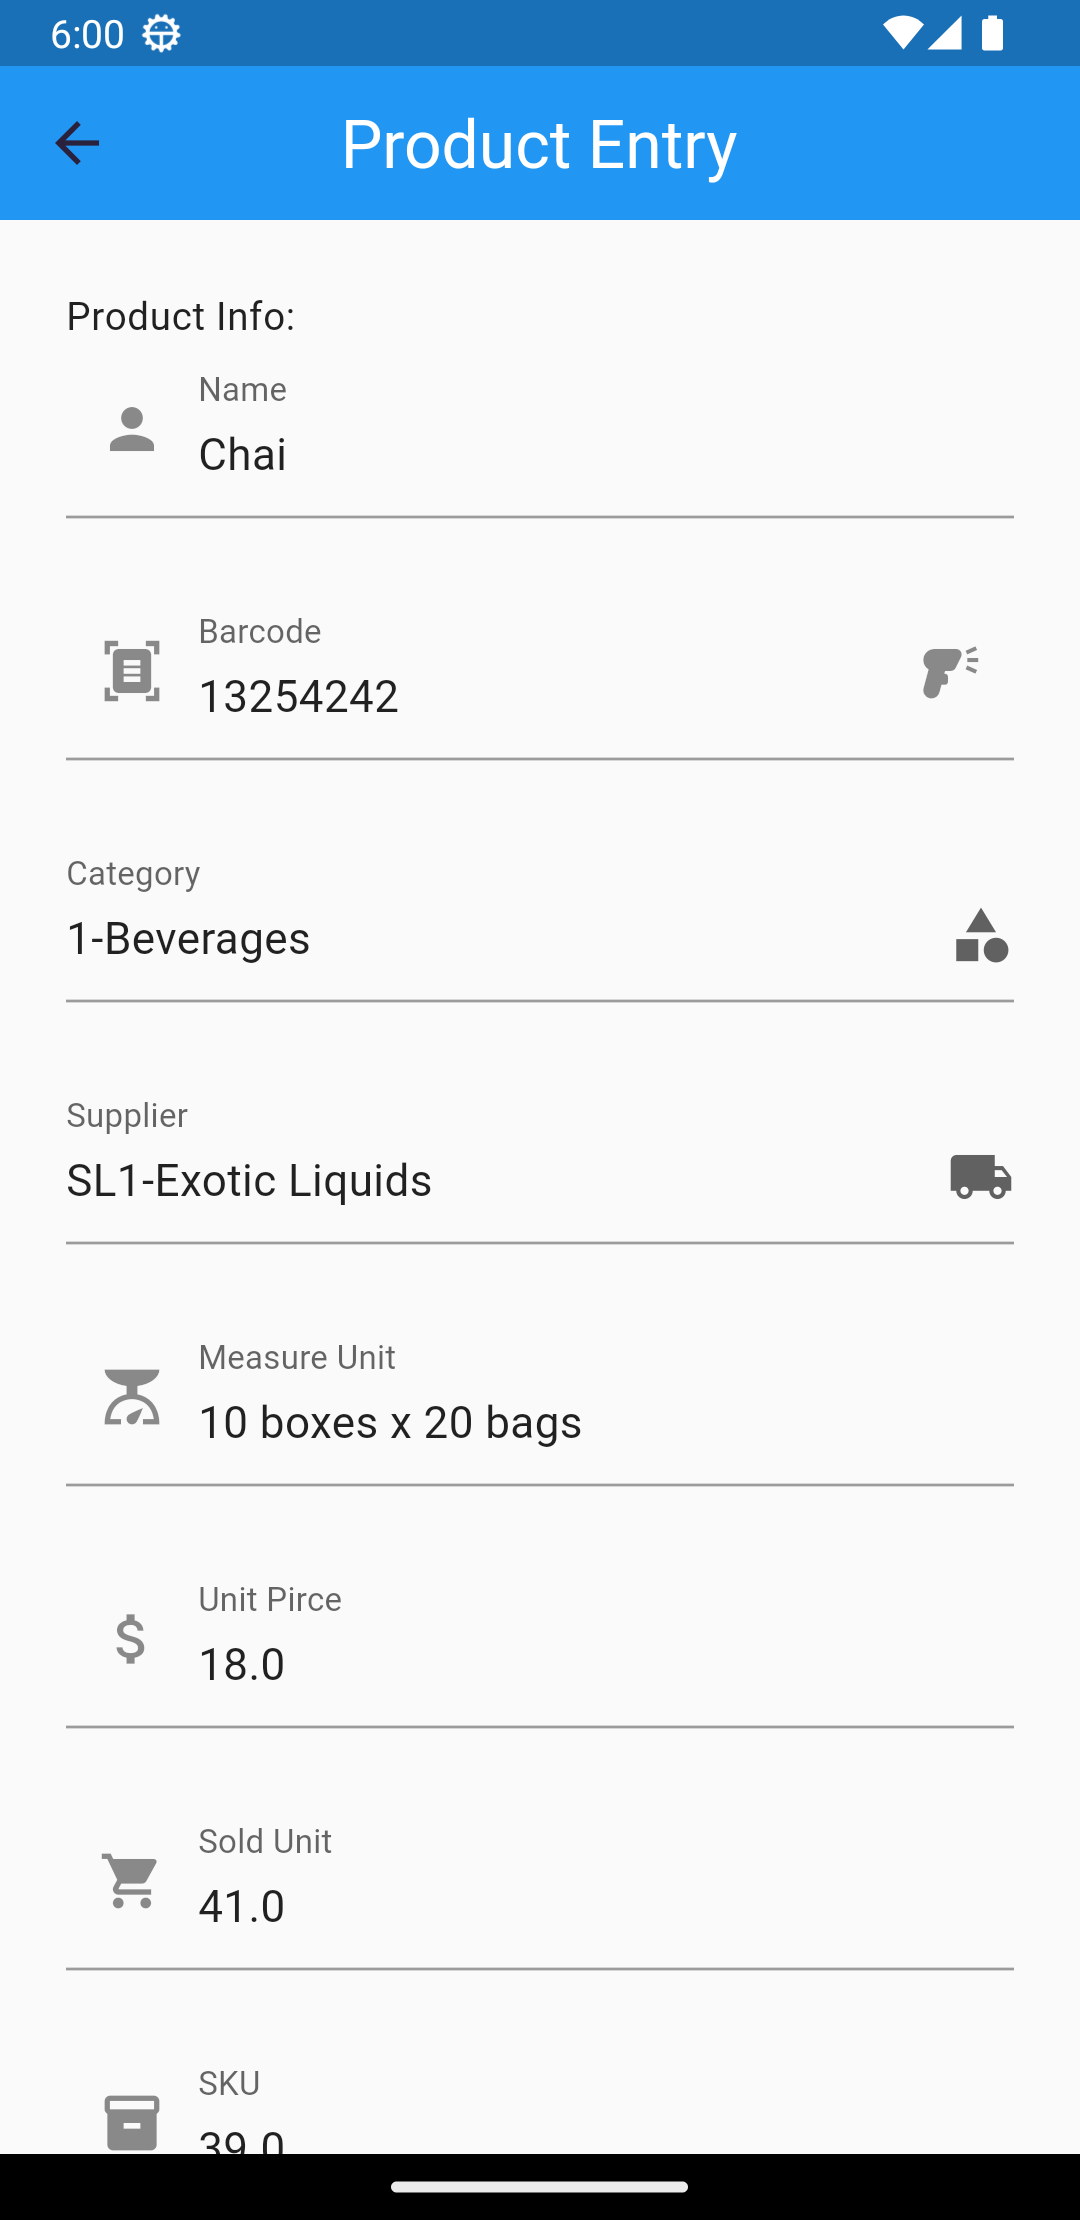 6:00
Product Entry
Product Info:
Name
Chai
Barcode
13254242
Category
1-Beverages
Supplier
SL1-Exotic Liquids
Measure Unit
10 boxes x 20 bags
Unit Pirce
18.0
Sold Unit
41.0
SKU
39.0